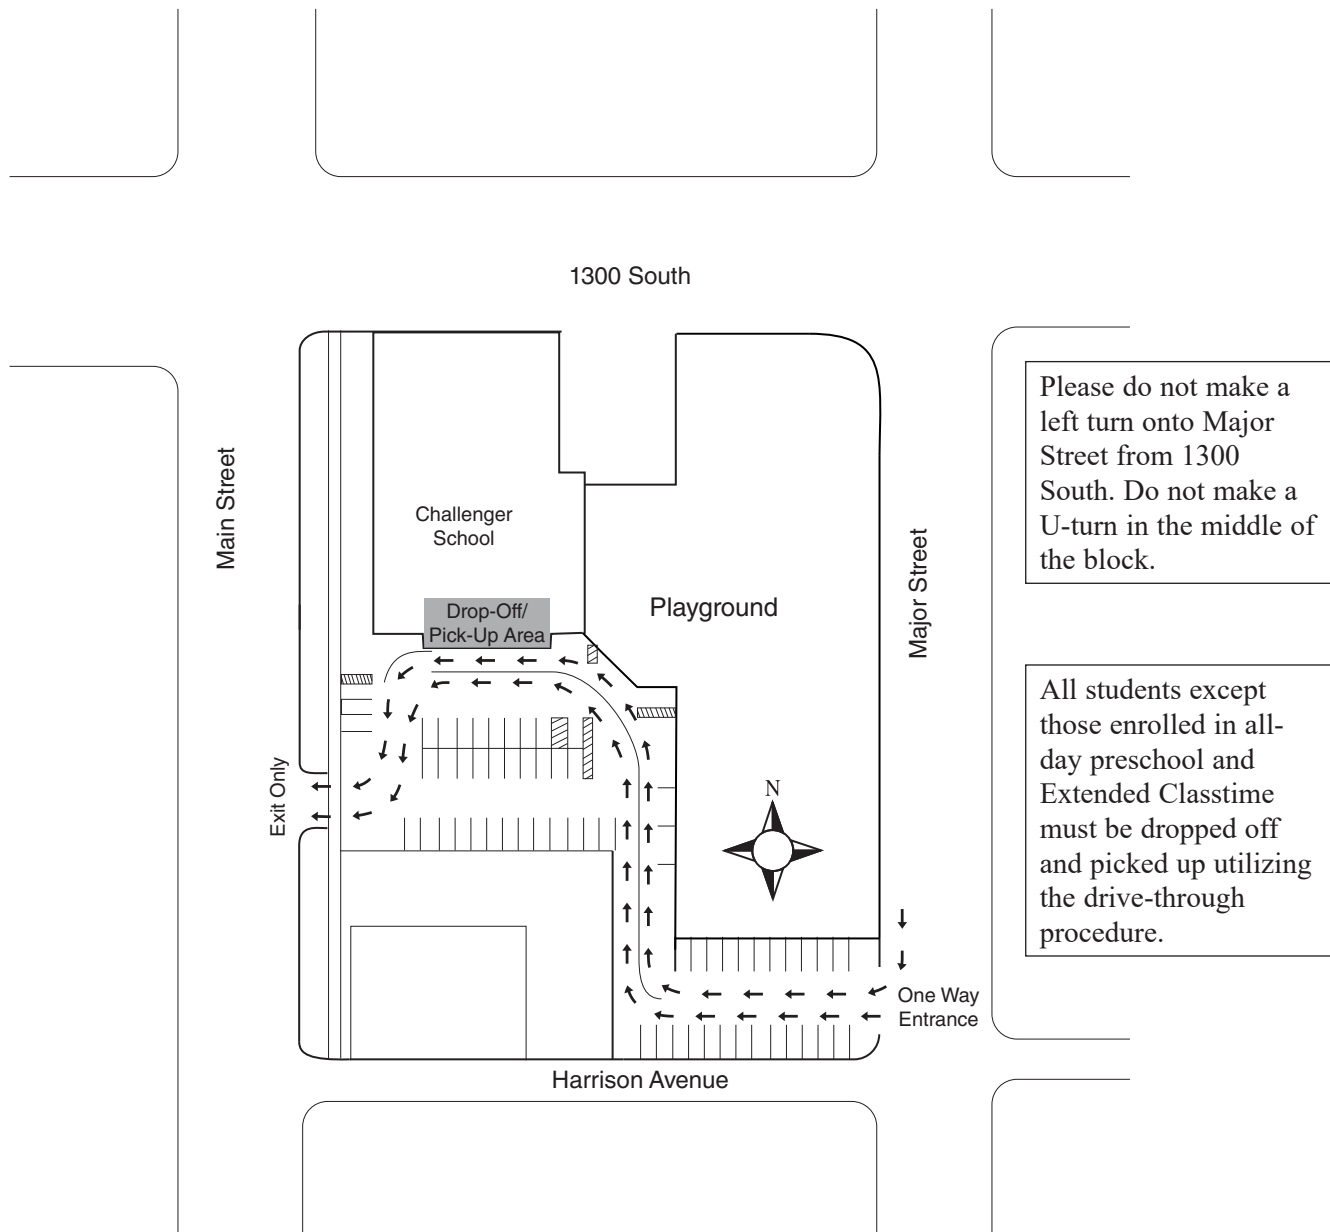 1300 South
Main Street
Challenger
School
Drop-Off/
Pick-Up Area
Playground
Major Street
Please do not make a
left turn onto Major
Street from 1300
South. Do not make a
U-turn in the middle of
the block.
All students except
those enrolled in all-
day preschool and
Extended Classtime
must be dropped off
and picked up utilizing
the drive-through
procedure.
Exit Only
N
One Way
Entrance
Harrison Avenue